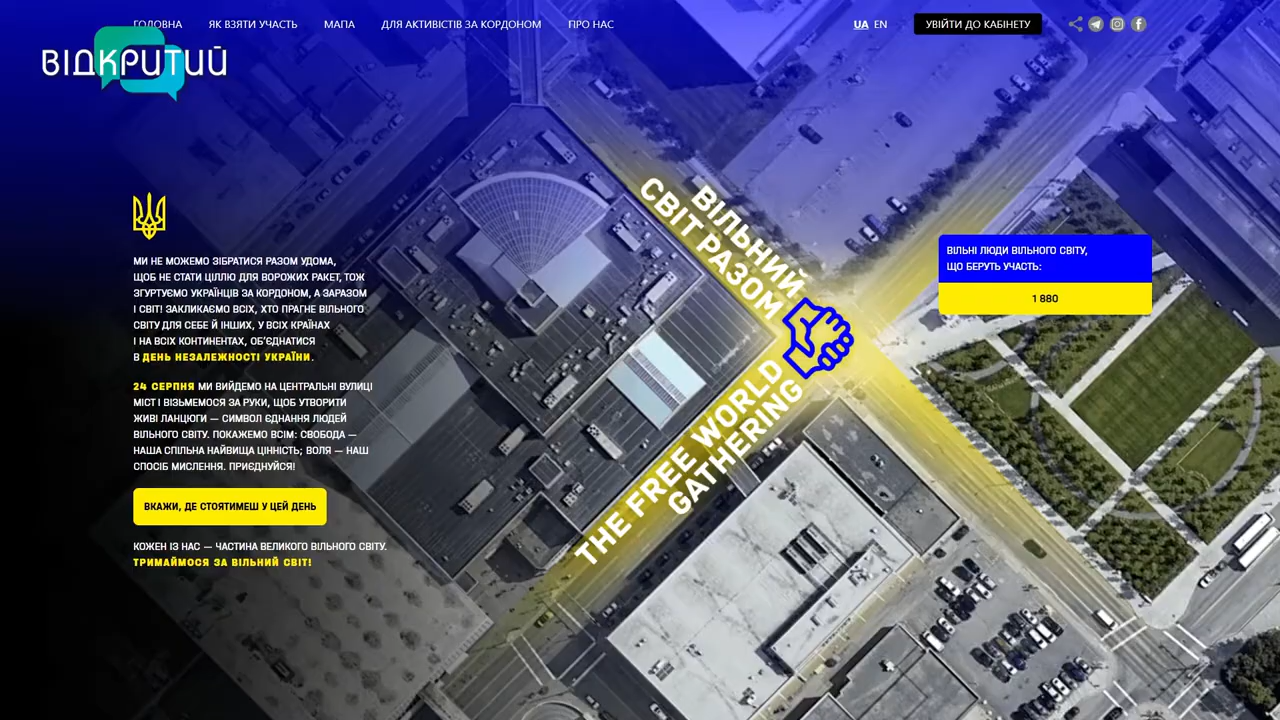 ГОЛОВНА ЯК ВЗЯТИ УЧАСТЬ МАПА ДЛЯ АКТИВІСТІВ ЗА КОРДОНОМ ПРО НАС UA EN УВІЙТИ ДО КАБІНЕТУ
ВІДКРИТИЙ
МИ НЕ МОЖЕМО ЗІБРАТИСЯ РАЗОМ УДОМА,
ЩОБ НЕ СТАТИ ЦІЛЛЮ ДЛЯ ВОРОЖИХ РАКЕТ, ТОЖ
ЗГУРТУЄМО УКРАЇНЦІВ ЗА КОРДОНОМ, А ЗАРАЗОМ
І СВІТ! ЗАКЛИКАЄМО ВСІХ, ХТО ПРАГНЕ ВІЛЬНОГО
СВІТУ ДЛЯ СЕБЕ Й ІНШИХ, У ВСІХ КРАЇНАХ
І НА ВСІХ КОНТИНЕНТАХ, ОБ'ЄДНАТИСЯ
В ДЕНЬ НЕЗАЛЕЖНОСТІ УКРАЇНИ.
24 СЕРПНЯ МИ ВИЙДЕМО НА ЦЕНТРАЛЬНІ ВУЛИЦІ
МІСТ І ВІЗЬМЕМОСЯ ЗА РУКИ, ЩОБ УТВОРИТИ
ЖИВІ ЛАНЦЮГИ — СИМВОЛ ЄДНАННЯ ЛЮДЕЙ
ВІЛЬНОГО СВІТУ. ПОКАЖЕМО ВСІМ: СВОБОДА —
НАША СПІЛЬНА НАЙВИЩА ЦІННІСТЬ; ВОЛЯ — НАШ
СПОСІБ МИСЛЕННЯ. ПРИЄДНУЙСЯ!
ВКАЖИ, ДЕ СТОЯТИМЕШ У ЦЕЙ ДЕНЬ
КОЖЕН ІЗ НАС — ЧАСТИНА ВЕЛИКОГО ВІЛЬНОГО СВІТУ.
ТРИМАЙМОСЯ ЗА ВІЛЬНИЙ СВІТ!
ВІЛЬНИЙ
СВІТ РАЗОМ
THE FREE WORLD
GATHERING
ВІЛЬНІ ЛЮДИ ВІЛЬНОГО СВІТУ,
ЩО БЕРУТЬ УЧАСТЬ:
1 880